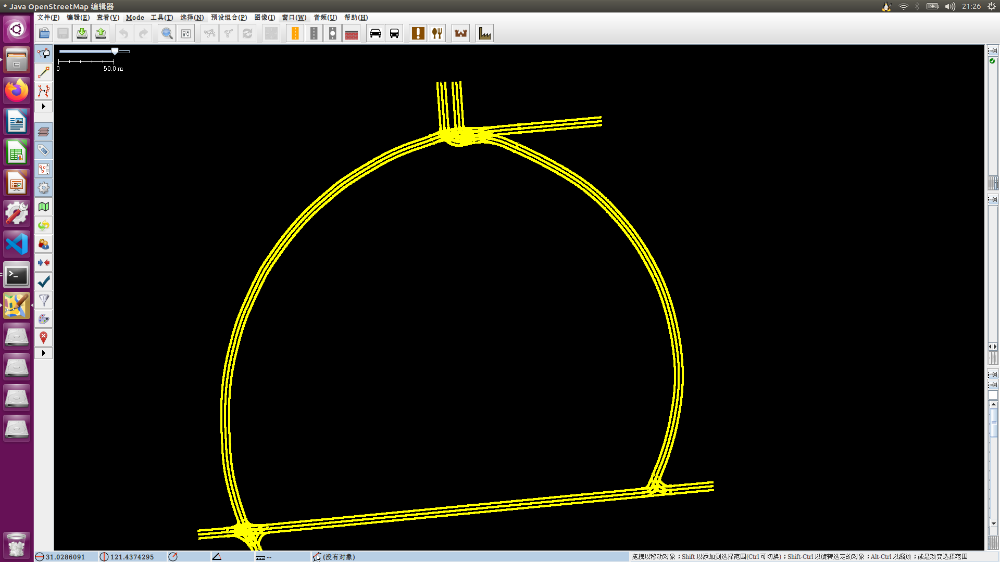 * Java OpenStreetMap 编辑器
21:26
文件(F) 编辑(E) 查看(V) Mode 工具(T) 选择(N) 预设组合(P) 图像(I) 窗口(W) 音频(U) 帮助(H)
0 50.0 m
31.0286091 121.4374295 -- (没有对象) 拖拽以移动对象；Shift 以添加到选择范围(Ctrl 可切换)；Shift-Ctrl 以旋转选定的对象；Alt-Ctrl 以缩放；或是改变选择范围